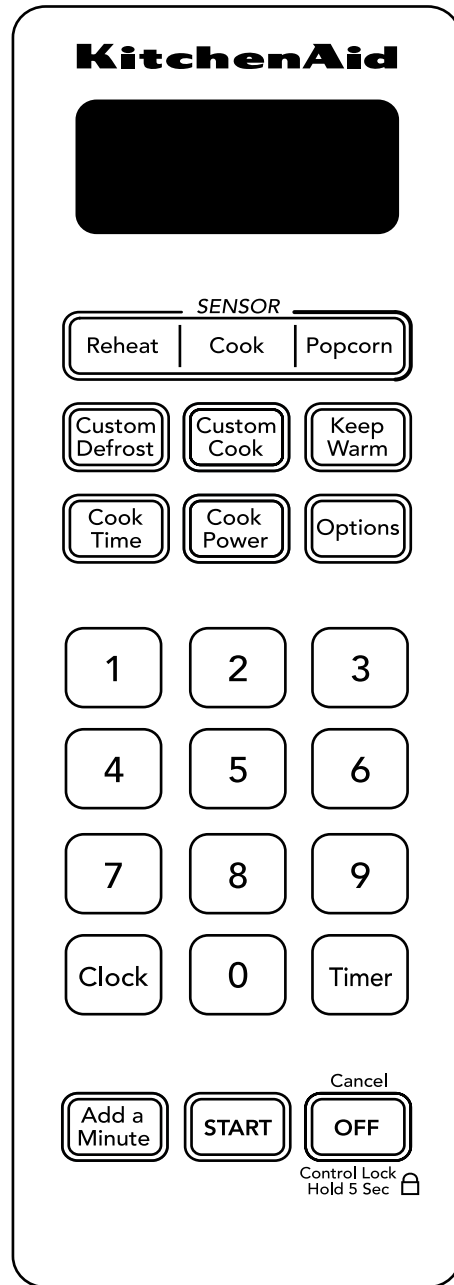 KitchenAid
SENSOR
Reheat Cook Popcorn
Custom Defrost
Custom Cook
Keep Warm
Cook Time
Cook Power
Options
1 2 3
4 5 6
7 8 9
Clock 0 Timer
Cancel
Add a Minute
START
OFF
Control Lock
Hold 5 Sec